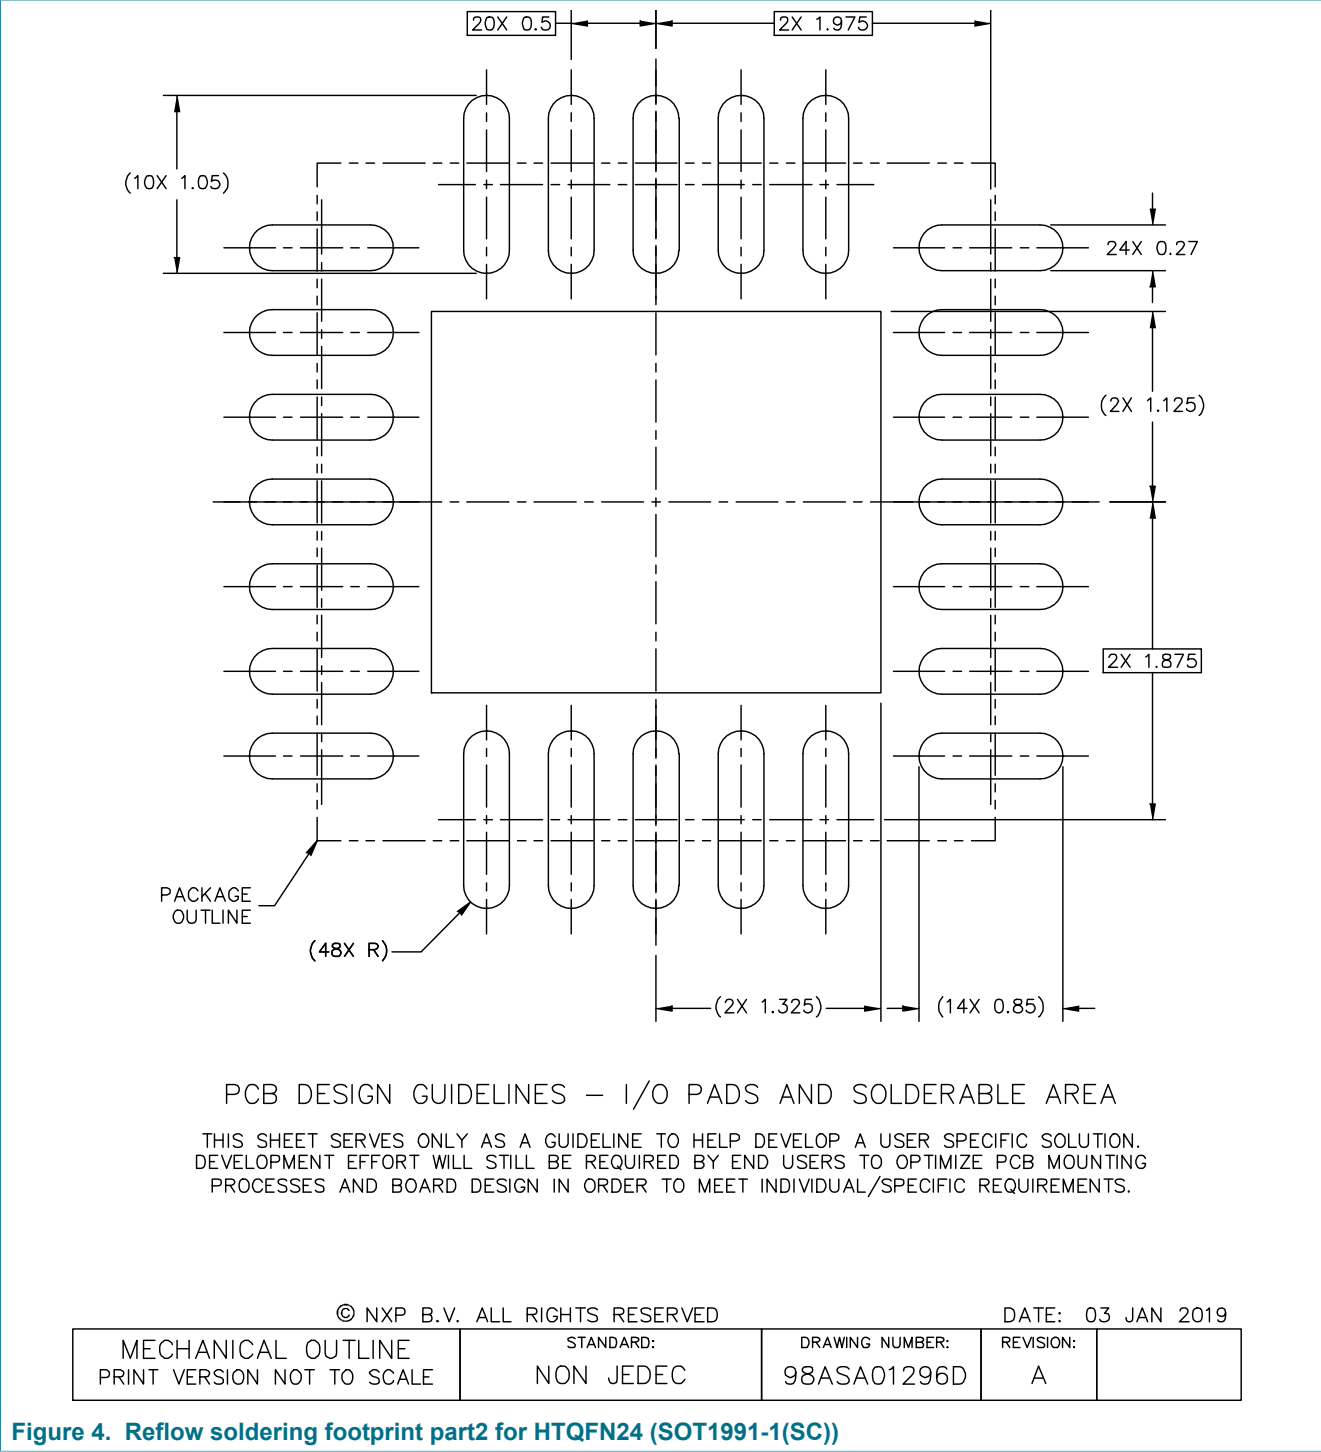 20X 0.5
2X 1.975
(10X 1.05)
24X 0.27
(2X 1.125)
2X 1.875
PACKAGE
OUTLINE
(48X R)
(2X 1.325)
(14X 0.85)
PCB DESIGN GUIDELINES – I/O PADS AND SOLDERABLE AREA
THIS SHEET SERVES ONLY AS A GUIDELINE TO HELP DEVELOP A USER SPECIFIC SOLUTION.
DEVELOPMENT EFFORT WILL STILL BE REQUIRED BY END USERS TO OPTIMIZE PCB MOUNTING
PROCESSES AND BOARD DESIGN IN ORDER TO MEET INDIVIDUAL/SPECIFIC REQUIREMENTS.
© NXP B.V. ALL RIGHTS RESERVED
DATE: 03 JAN 2019
MECHANICAL OUTLINE
PRINT VERSION NOT TO SCALE
STANDARD:
NON JEDEC
DRAWING NUMBER:
98ASA01296D
REVISION:
A
Figure 4. Reflow soldering footprint part2 for HTQFN24 (SOT1991-1(SC))